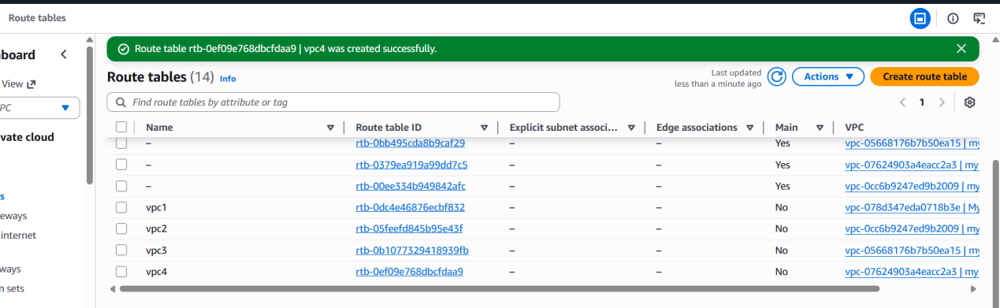 Route tables
Route table rtb-0ef09e768dbcfdaa9 | vpc4 was created successfully.
board
View
PC
vate cloud
s
eways
internet
ways
n sets
Route tables (14) Info
Last updated
less than a minute ago
Actions
Create route table
Find route tables by attribute or tag
1
Name Route table ID Explicit subnet associ... Edge associations Main VPC
– rtb-0bb495cda8b9caf29 – – Yes vpc-05668176b7b50ea15 | my
– rtb-0379ea919a99dd7c5 – – Yes vpc-07624903a4eacc2a3 | my
– rtb-00ee334b949842afc – – Yes vpc-0cc6b9247ed9b2009 | my
vpc1 rtb-0dc4e46876ecbf832 – – No vpc-078d347eda0718b3e | My
vpc2 rtb-05feefd845b95e43f – – No vpc-0cc6b9247ed9b2009 | my
vpc3 rtb-0b1077329418939fb – – No vpc-05668176b7b50ea15 | my
vpc4 rtb-0ef09e768dbcfdaa9 – – No vpc-07624903a4eacc2a3 | my